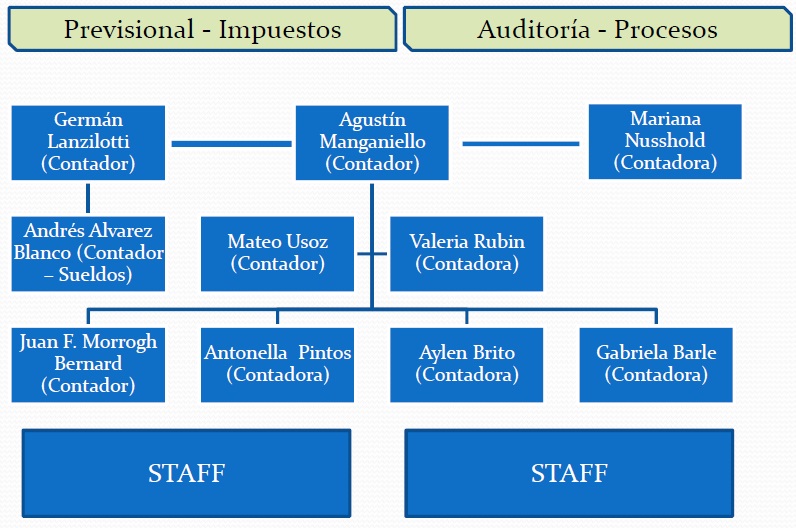 Previsional - Impuestos
Auditoría - Procesos
Germán
Lanzilotti
(Contador)
Agustín
Manganiello
(Contador)
Mariana
Nusshold
(Contadora)
Andrés Alvarez
Blanco (Contador
– Sueldos)
Mateo Usoz
(Contador)
Valeria Rubin
(Contadora)
Juan F. Morrogh
Bernard
(Contador)
Antonella Pintos
(Contadora)
Aylen Brito
(Contadora)
Gabriela Barle
(Contadora)
STAFF
STAFF